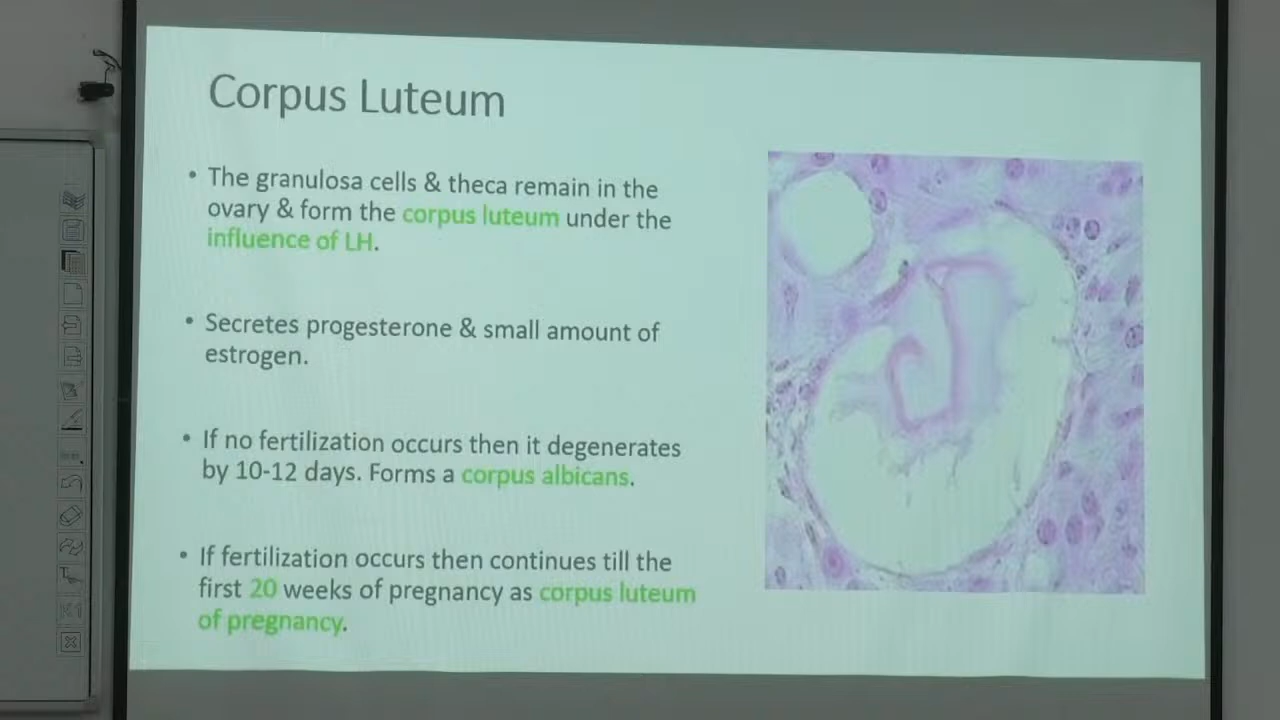 Corpus Luteum
• The granulosa cells & theca remain in the
ovary & form the corpus luteum under the
influence of LH.
• Secretes progesterone & small amount of
estrogen.
• If no fertilization occurs then it degenerates
by 10-12 days. Forms a corpus albicans.
• If fertilization occurs then continues till the
first 20 weeks of pregnancy as corpus luteum
of pregnancy.